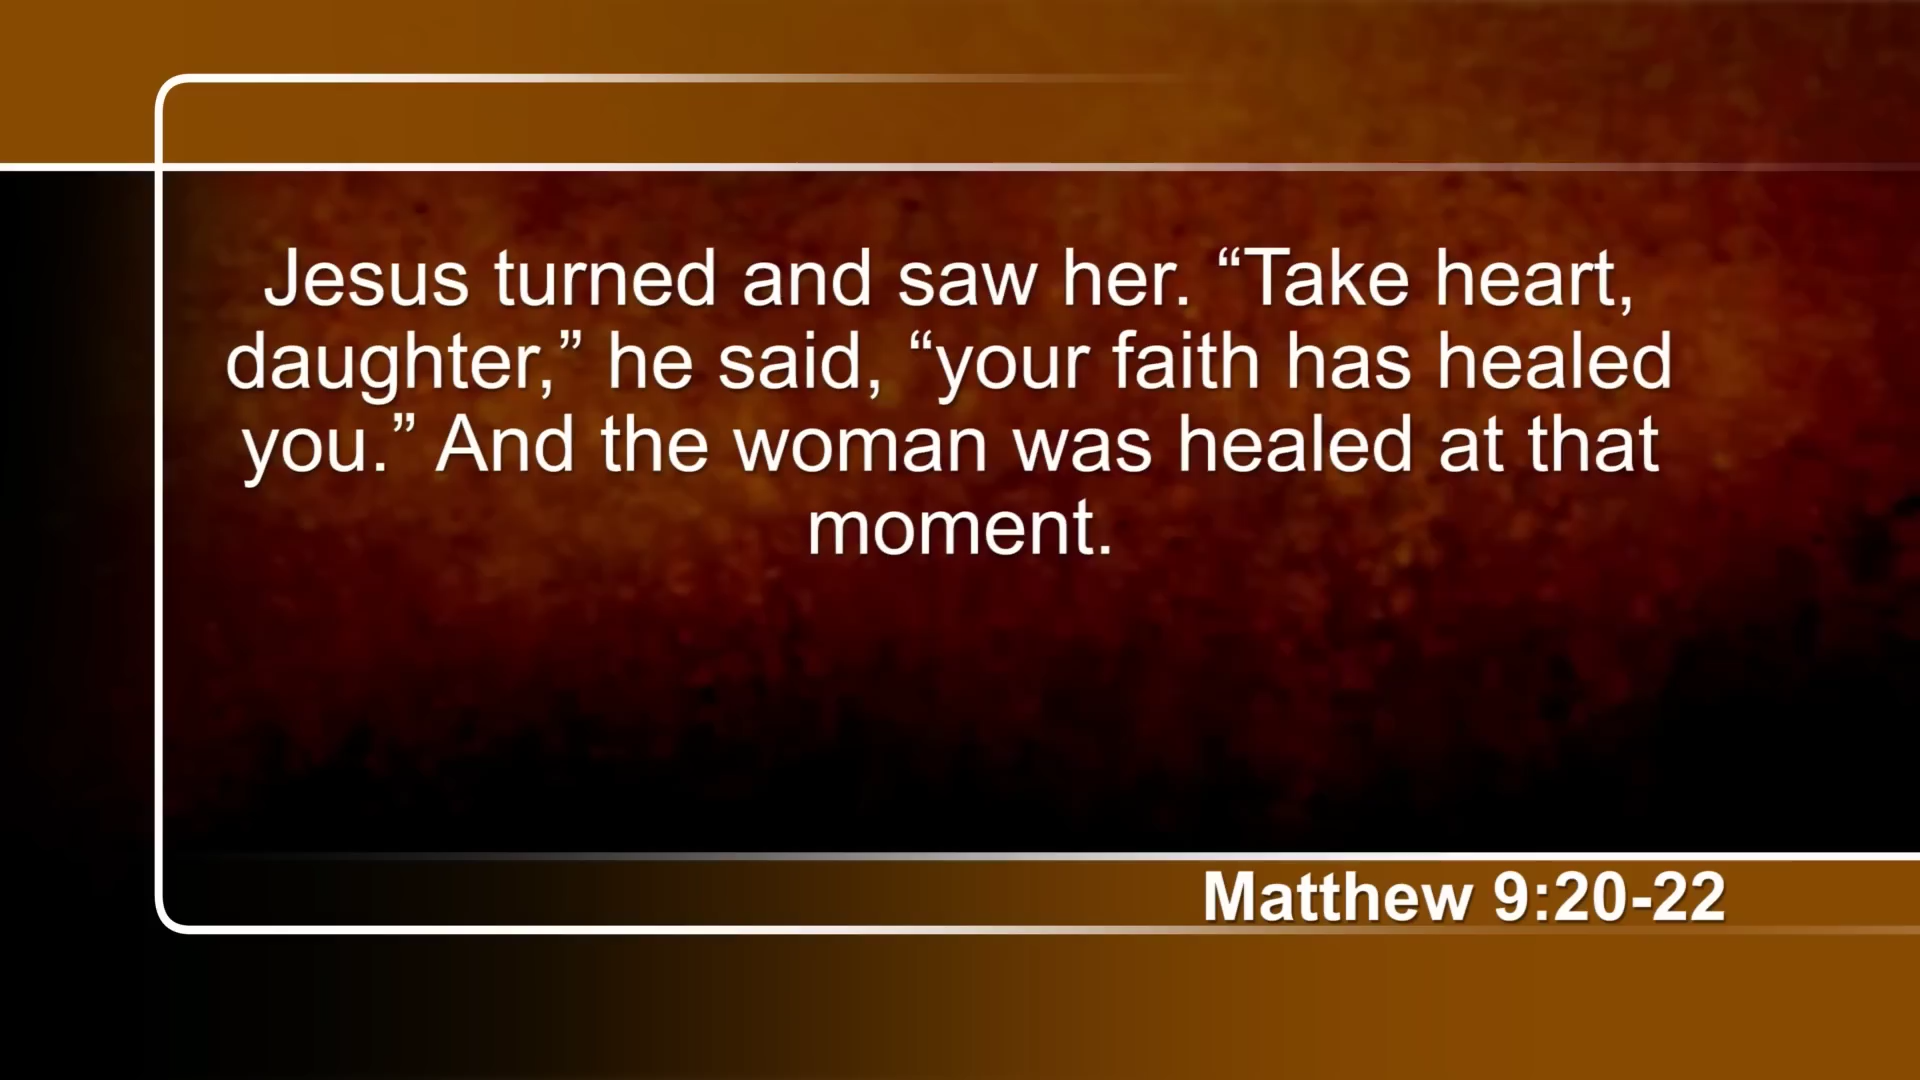 Jesus turned and saw her. “Take heart,
daughter,” he said, “your faith has healed
you.” And the woman was healed at that
moment.
Matthew 9:20-22